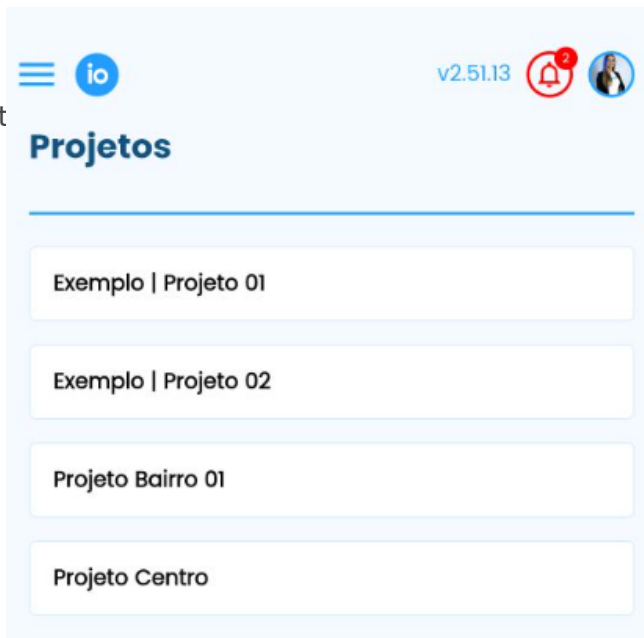 io
v2.51.13
2
t
Projetos
Exemplo | Projeto 01
Exemplo | Projeto 02
Projeto Bairro 01
Projeto Centro